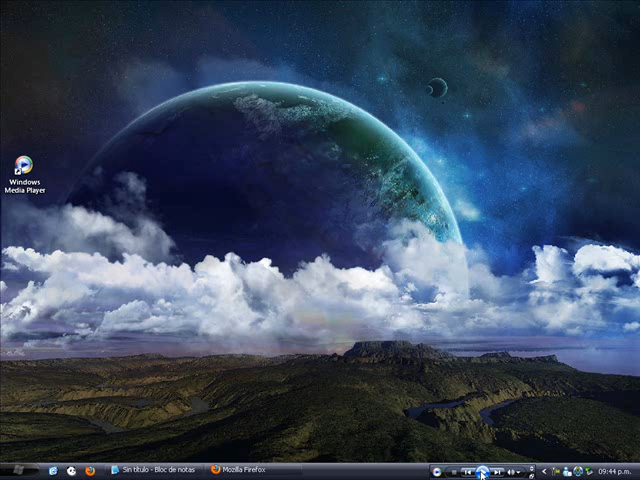 Windows
Media Player
Sin título - Bloc de notas
Mozilla Firefox
09:44 p.m.